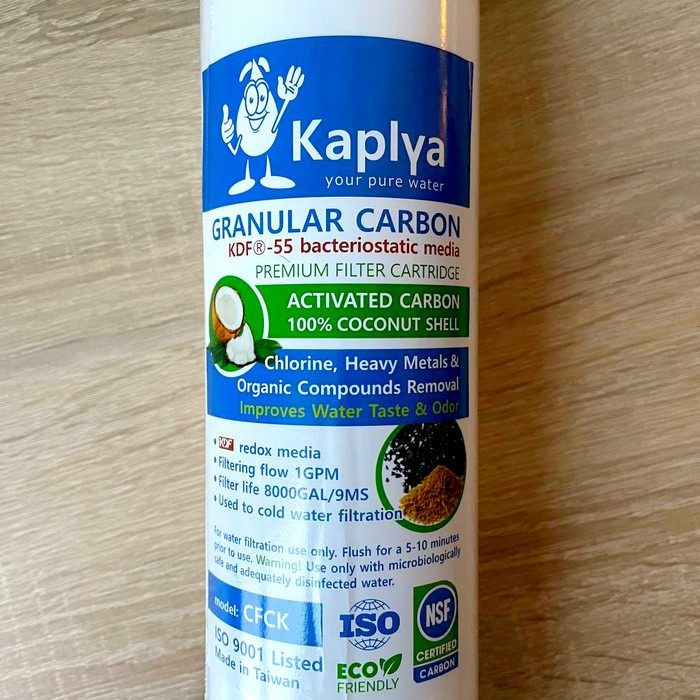 Kaplya
your pure water
GRANULAR CARBON
KDF®-55 bacteriostatic media
PREMIUM FILTER CARTRIDGE
ACTIVATED CARBON
100% COCONUT SHELL
Chlorine, Heavy Metals &
Organic Compounds Removal
Improves Water Taste & Odor
• KDF redox media
• Filtering flow 1GPM
• Filter life 8000GAL/9MS
• Used to cold water filtration
For water filtration use only. Flush for a 5-10 minutes
prior to use. Warning! Use only with microbiologically
safe and adequately disinfected water.
model: CFCK
ISO 9001 Listed
Made in Taiwan
ISO
ECO
FRIENDLY
NSF
CERTIFIED
CARBON